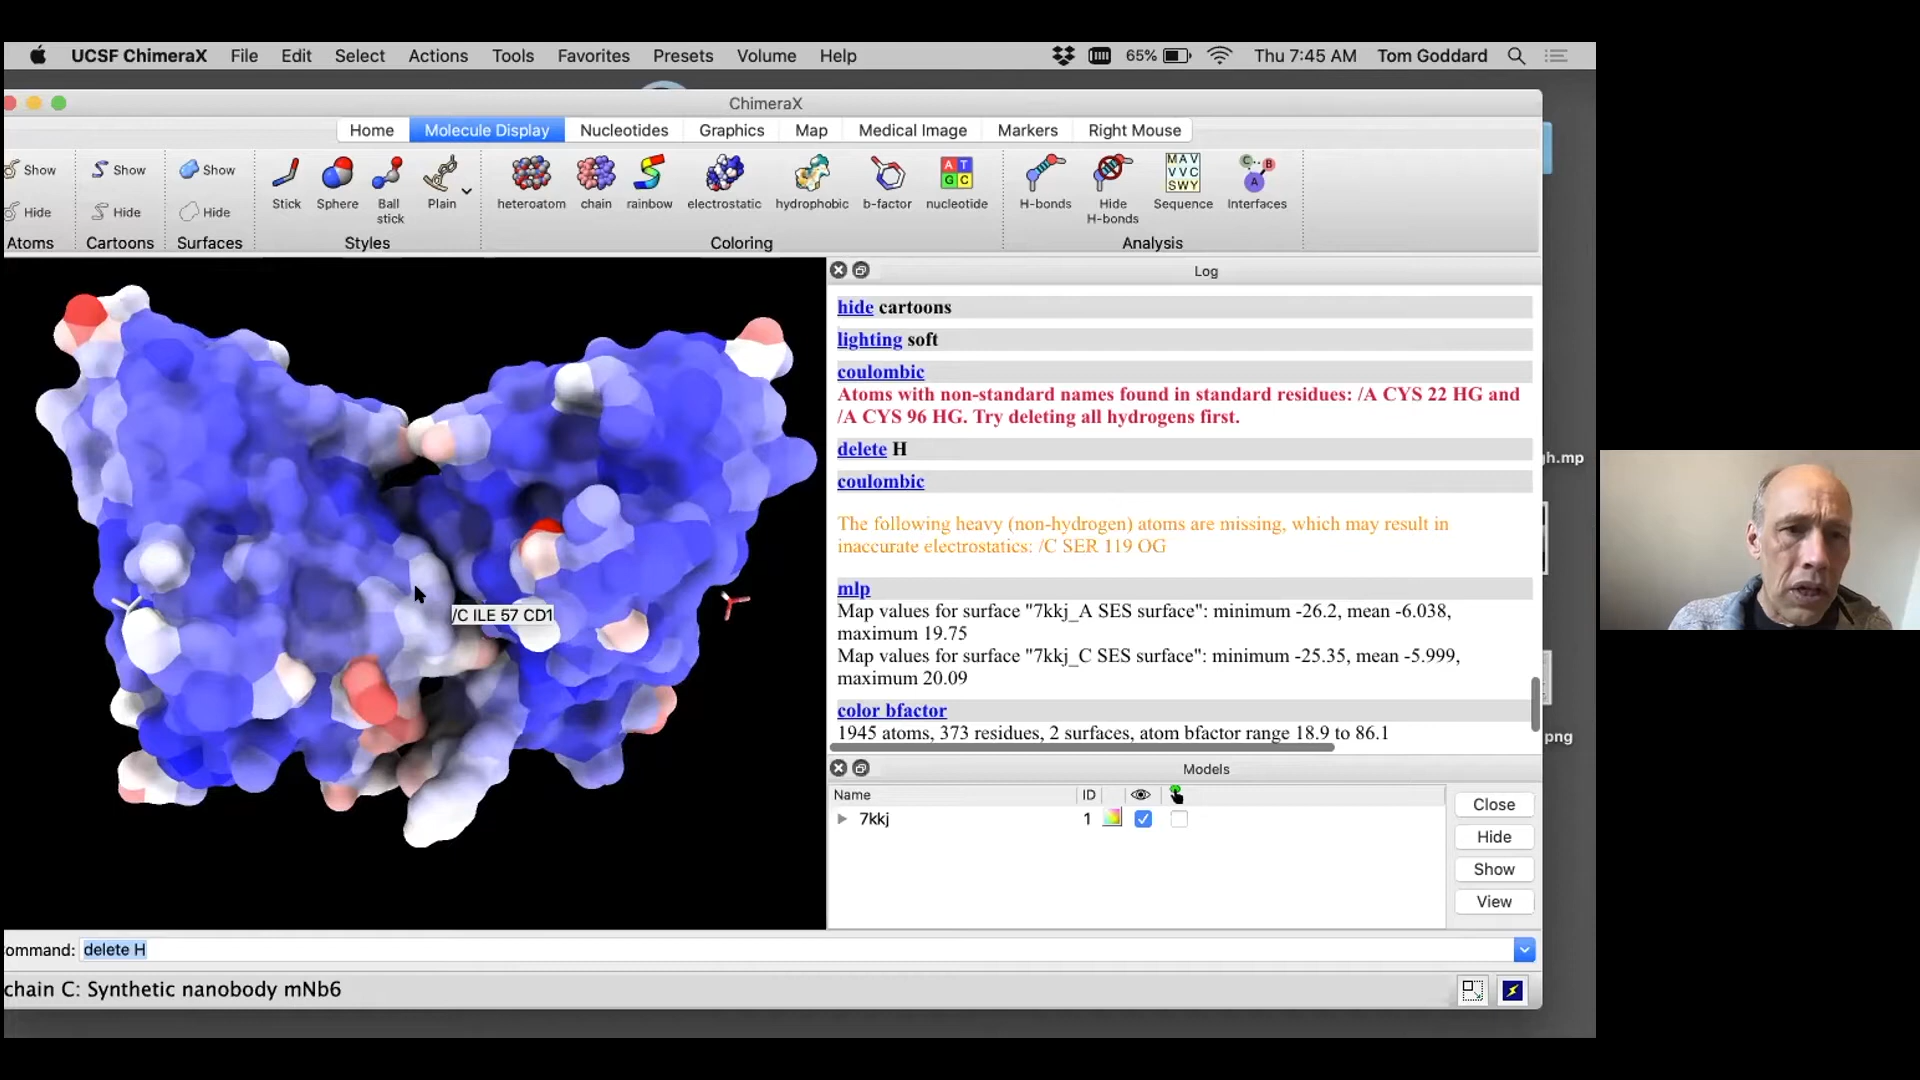 UCSF ChimeraX File Edit Select Actions Tools Favorites Presets Volume Help 65% Thu 7:45 AM Tom Goddard
ChimeraX
Home Molecule Display Nucleotides Graphics Map Medical Image Markers Right Mouse
Show Show Show
Hide Hide Hide
Stick Sphere Ball stick Plain heteroatom chain rainbow electrostatic hydrophobic b-factor nucleotide H-bonds Hide H-bonds Sequence Interfaces
A T
G C
MAV
VVC
SWY
C B
A
Atoms Cartoons Surfaces Styles Coloring Analysis
Log
hide cartoons
lighting soft
coulombic
Atoms with non-standard names found in standard residues: /A CYS 22 HG and
/A CYS 96 HG. Try deleting all hydrogens first.
delete H
coulombic
The following heavy (non-hydrogen) atoms are missing, which may result in
inaccurate electrostatics: /C SER 119 OG
mlp
Map values for surface "7kkj_A SES surface": minimum -26.2, mean -6.038,
maximum 19.75
Map values for surface "7kkj_C SES surface": minimum -25.35, mean -5.999,
maximum 20.09
color bfactor
1945 atoms, 373 residues, 2 surfaces, atom bfactor range 18.9 to 86.1
/C ILE 57 CD1
Models
Name ID
7kkj 1
Close
Hide
Show
View
ommand: delete H
chain C: Synthetic nanobody mNb6
gh.mp
png